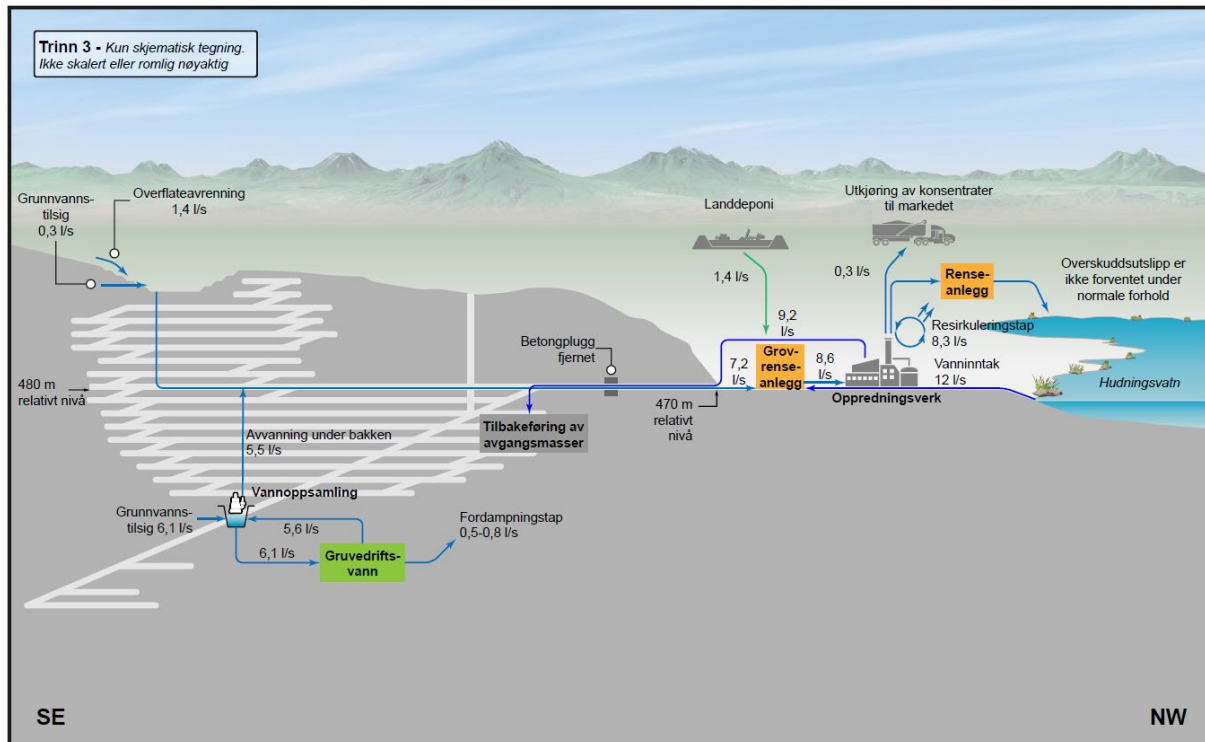 Trinn 3 - Kun skjematisk tegning.
Ikke skalert eller romlig nøyaktig
Grunnvanns-
tilsig
0,3 l/s
Overflateavrenning
1,4 l/s
Landdeponi
1,4 l/s
Utkjøring av konsentrater
til markedet
0,3 l/s
Rense-
anlegg
Overskuddsutslipp er
ikke forventet under
normale forhold
Resirkuleringstap
8,3 l/s
9,2
l/s
Betongplugg
fjernet
7,2
l/s
Grov-
rense-
anlegg
8,6
l/s
Oppredningsverk
Vanninntak
12 l/s
Hudningsvatn
480 m
relativt nivå
470 m
relativt
nivå
Tilbakeføring av
avgangsmasser
Avvanning under bakken
5,5 l/s
Vannoppsamling
Grunnvanns-
tilsig 6,1 l/s
5,6 l/s
6,1 l/s
Gruvedrifts-
vann
Fordampningstap
0,5-0,8 l/s
SE
NW